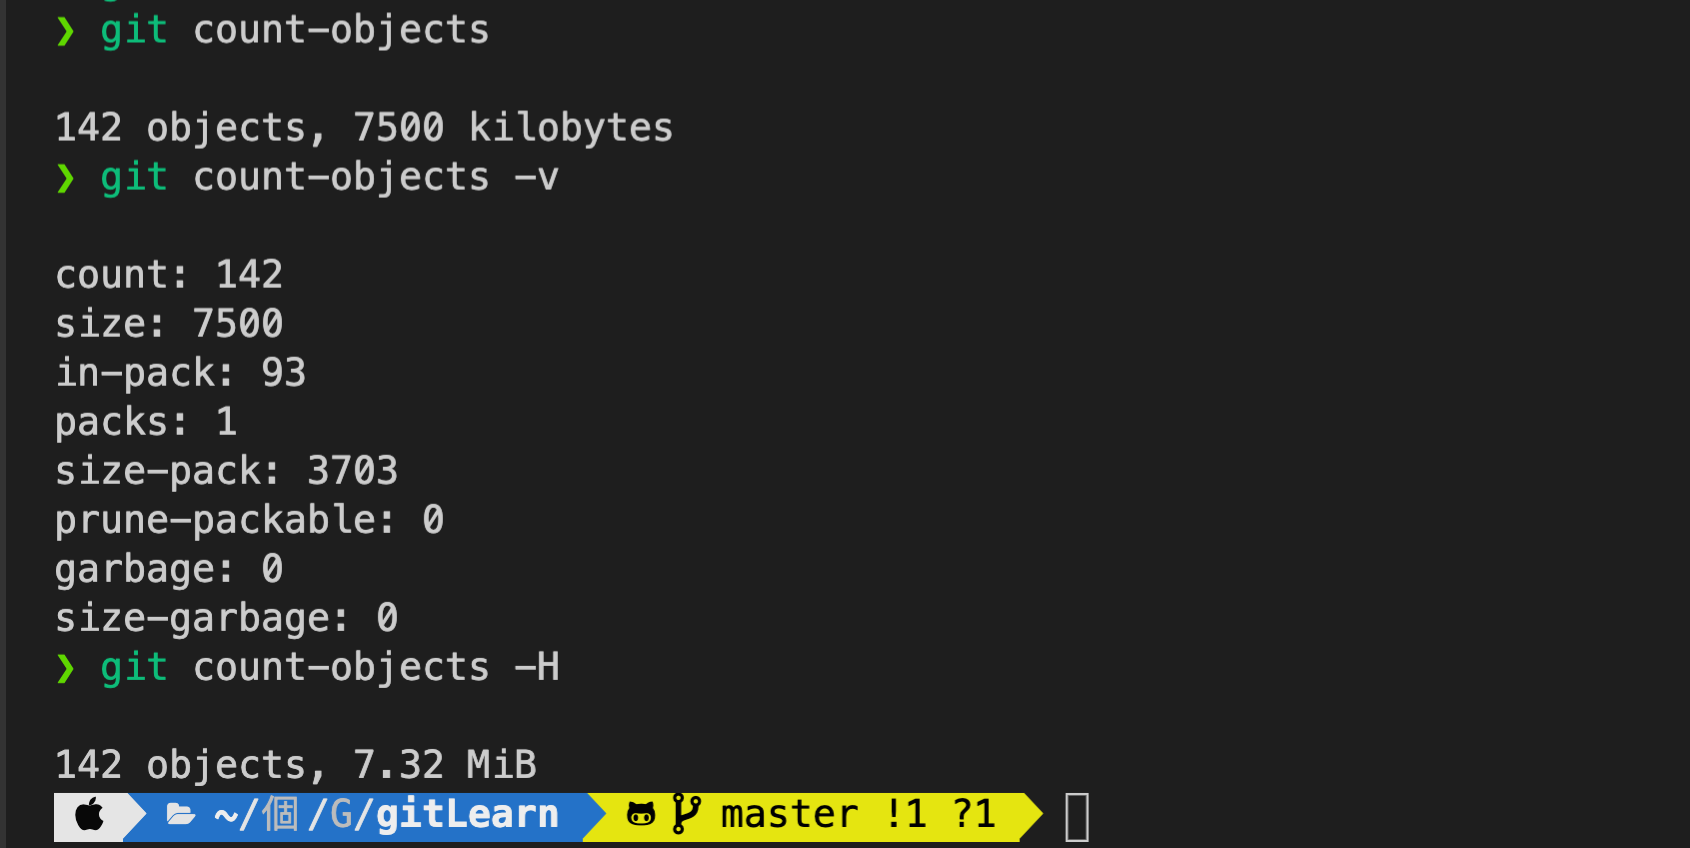 ❯ git count-objects
142 objects, 7500 kilobytes
❯ git count-objects -v
count: 142
size: 7500
in-pack: 93
packs: 1
size-pack: 3703
prune-packable: 0
garbage: 0
size-garbage: 0
❯ git count-objects -H
142 objects, 7.32 MiB
~/個/G/gitLearn master !1 ?1